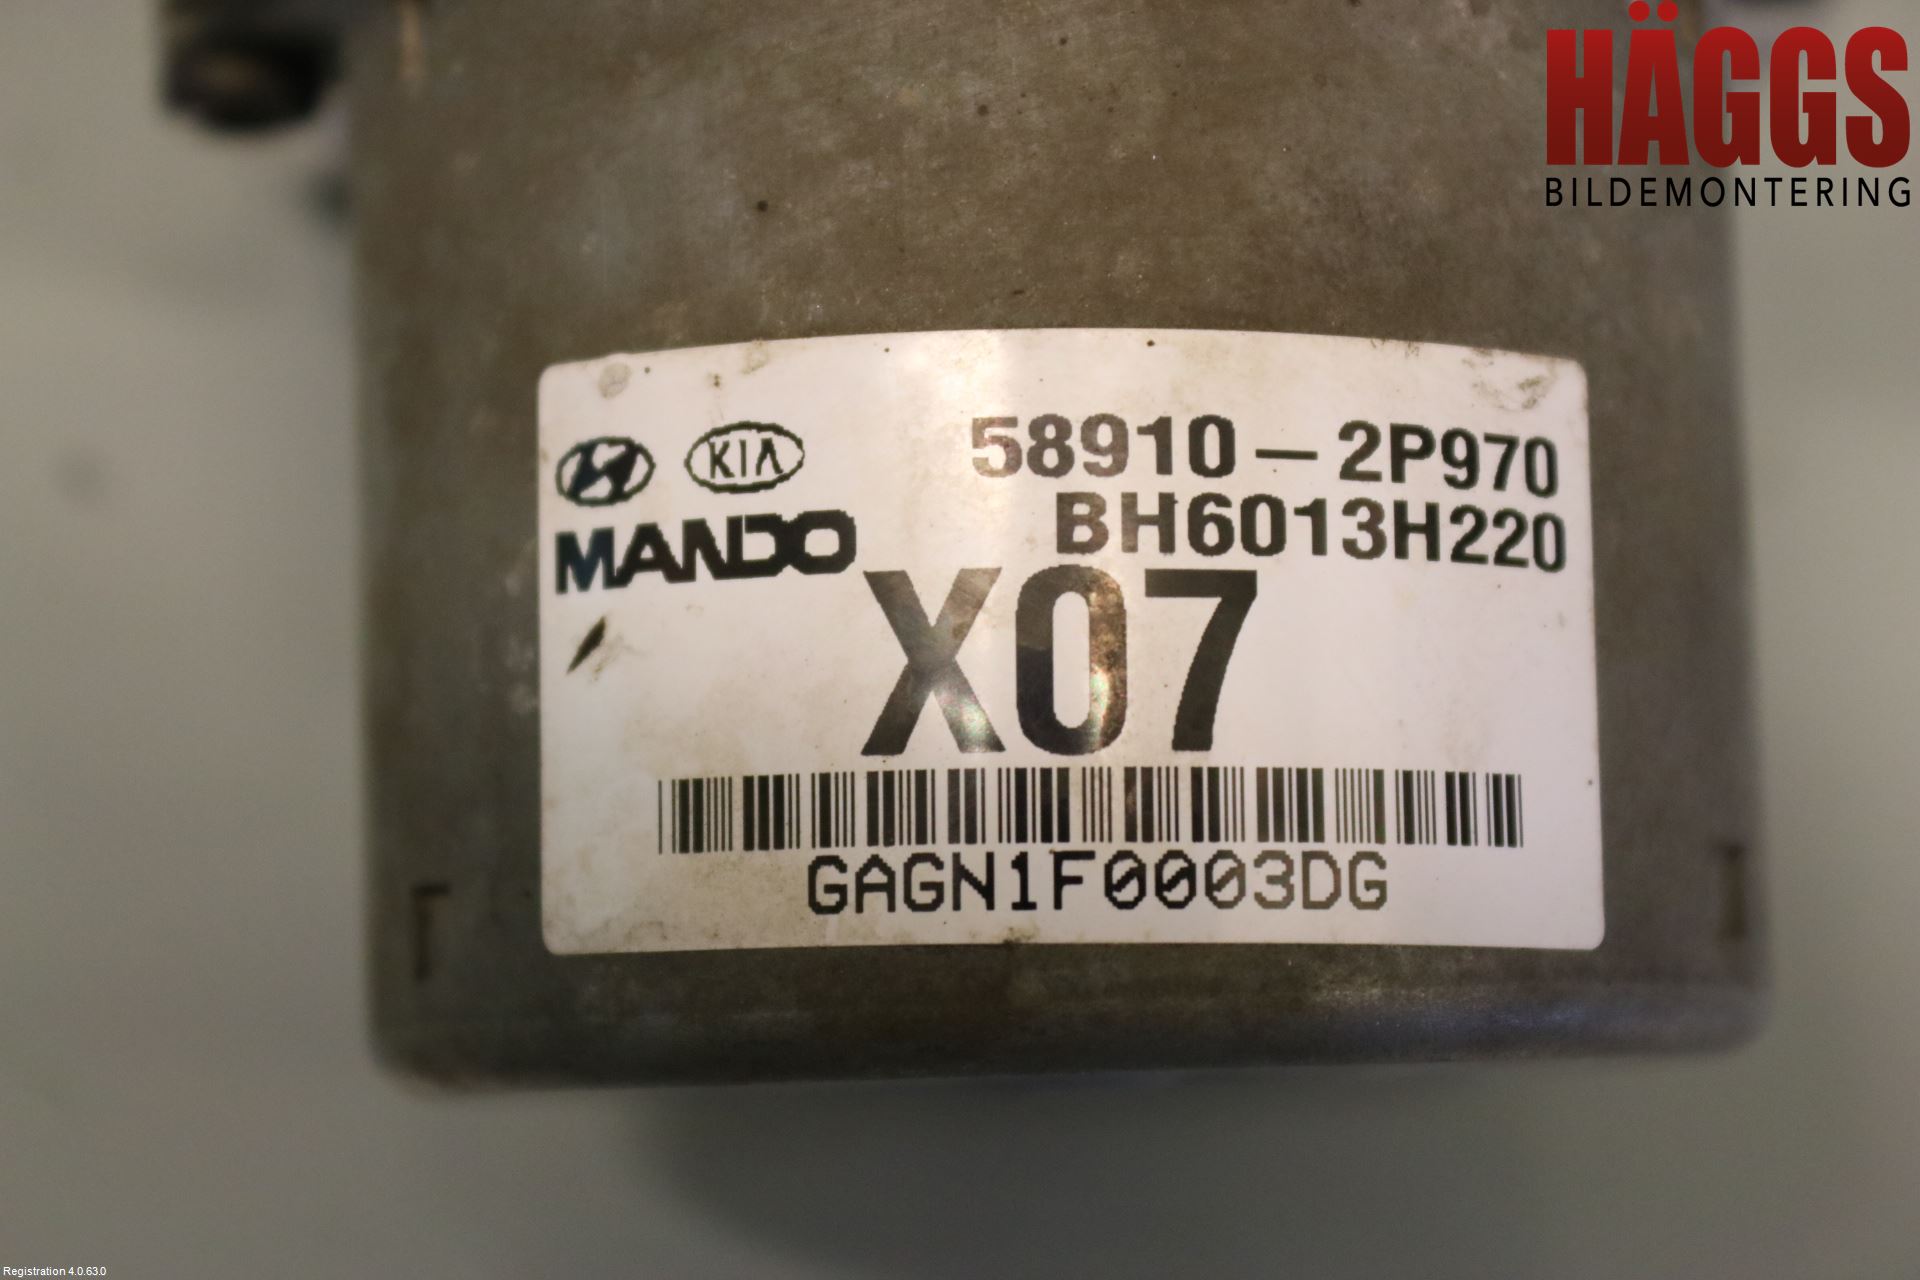 HÄGGS
BILDEMONTERING
KIA 58910-2P970
MANDO BH6013H220
X07
GAGN1F0003DG
Registration 4.0.63.0